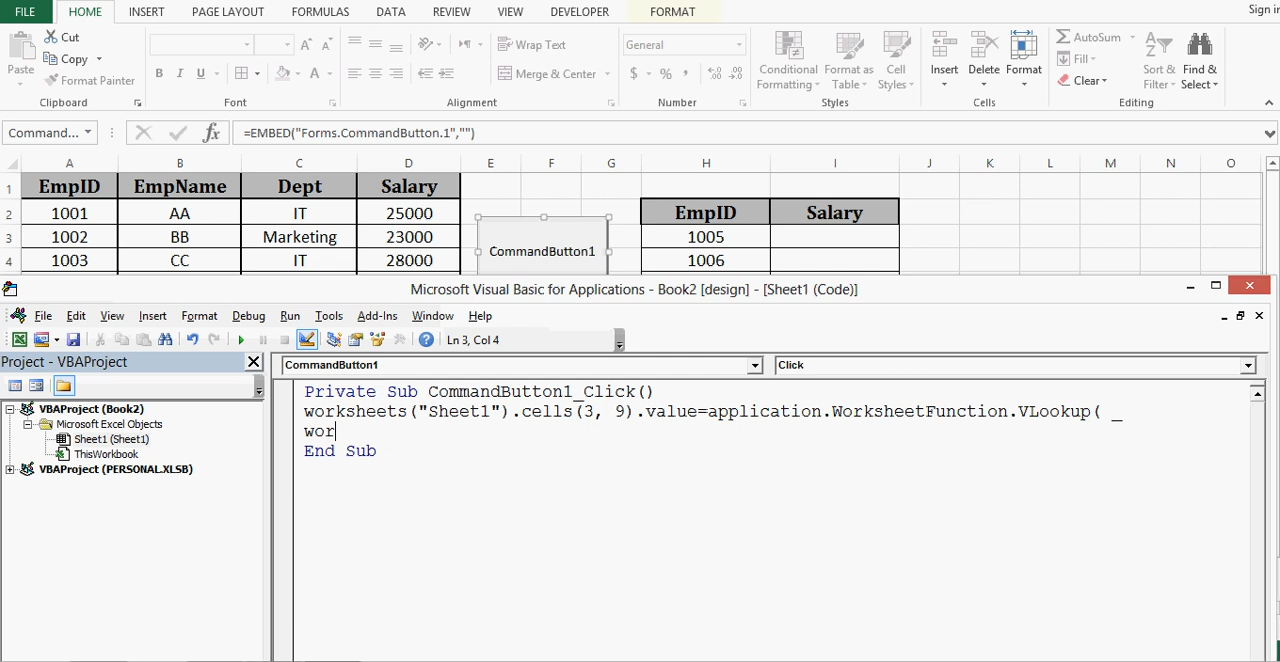 FILE HOME INSERT PAGE LAYOUT FORMULAS DATA REVIEW VIEW DEVELOPER FORMAT Sign in
Paste
Cut
Copy
Format Painter
Clipboard
B I U
A A
A
Font
Wrap Text
Merge & Center
Alignment
General
$ % ,
Number
Conditional Formatting
Format as Table
Cell Styles
Styles
Insert Delete Format
Cells
AutoSum
Fill
Clear
Sort & Filter
Find & Select
Editing
Command... fx =EMBED("Forms.CommandButton.1","")
A B C D E F G H I J K L M N O
1 EmpID EmpName Dept Salary
2 1001 AA IT 25000 EmpID Salary
3 1002 BB Marketing 23000 1005
4 1003 CC IT 28000 1006
CommandButton1
Microsoft Visual Basic for Applications - Book2 [design] - [Sheet1 (Code)]
File Edit View Insert Format Debug Run Tools Add-Ins Window Help
Ln 3, Col 4
Project - VBAProject
VBAProject (Book2)
Microsoft Excel Objects
Sheet1 (Sheet1)
ThisWorkbook
VBAProject (PERSONAL.XLSB)
CommandButton1 Click
Private Sub CommandButton1_Click()
worksheets("Sheet1").cells(3, 9).value=application.WorksheetFunction.VLookup( _
wor
End Sub